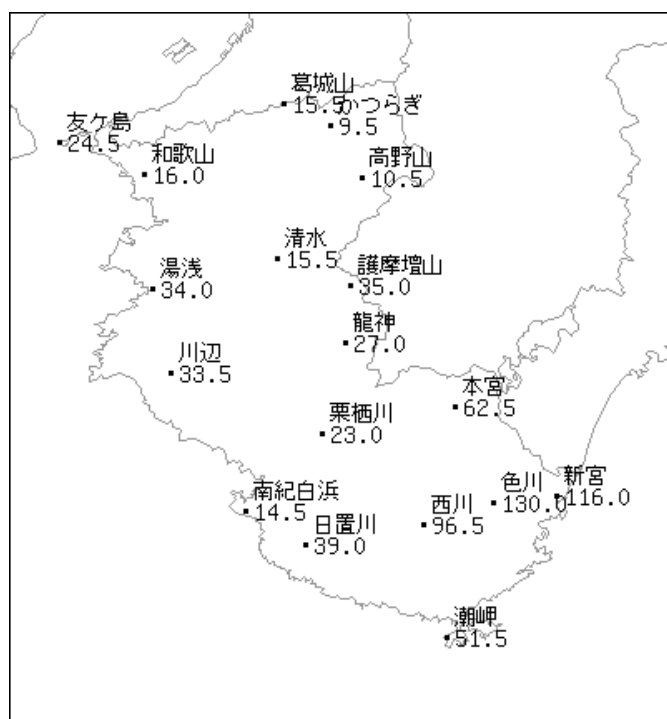 葛城山
15.5
かつらぎ
9.5
友ケ島
24.5
和歌山
16.0
高野山
10.5
清水
15.5
湯浅
34.0
護摩壇山
35.0
龍神
27.0
川辺
33.5
本宮
62.5
栗栖川
23.0
南紀白浜
14.5
日置川
39.0
西川
96.5
色川
130.0
新宮
116.0
潮岬
51.5